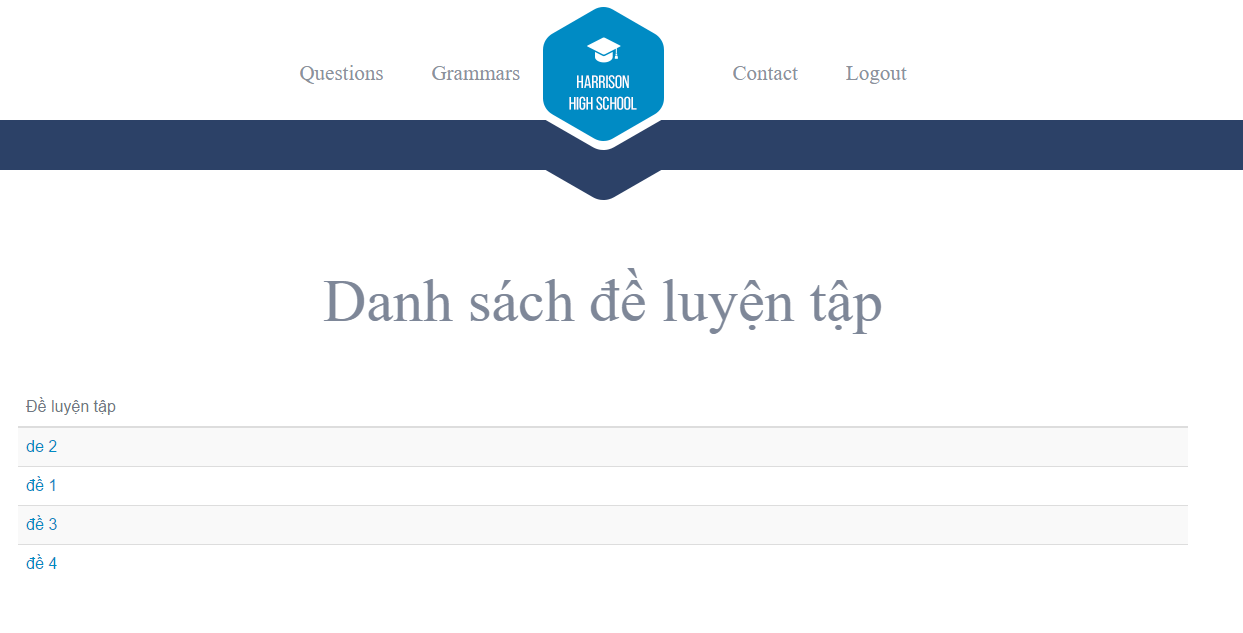 Questions
Grammars
HARRISON
HIGH SCHOOL
Contact
Logout
Danh sách đề luyện tập
Đề luyện tập
de 2
đề 1
đề 3
đề 4